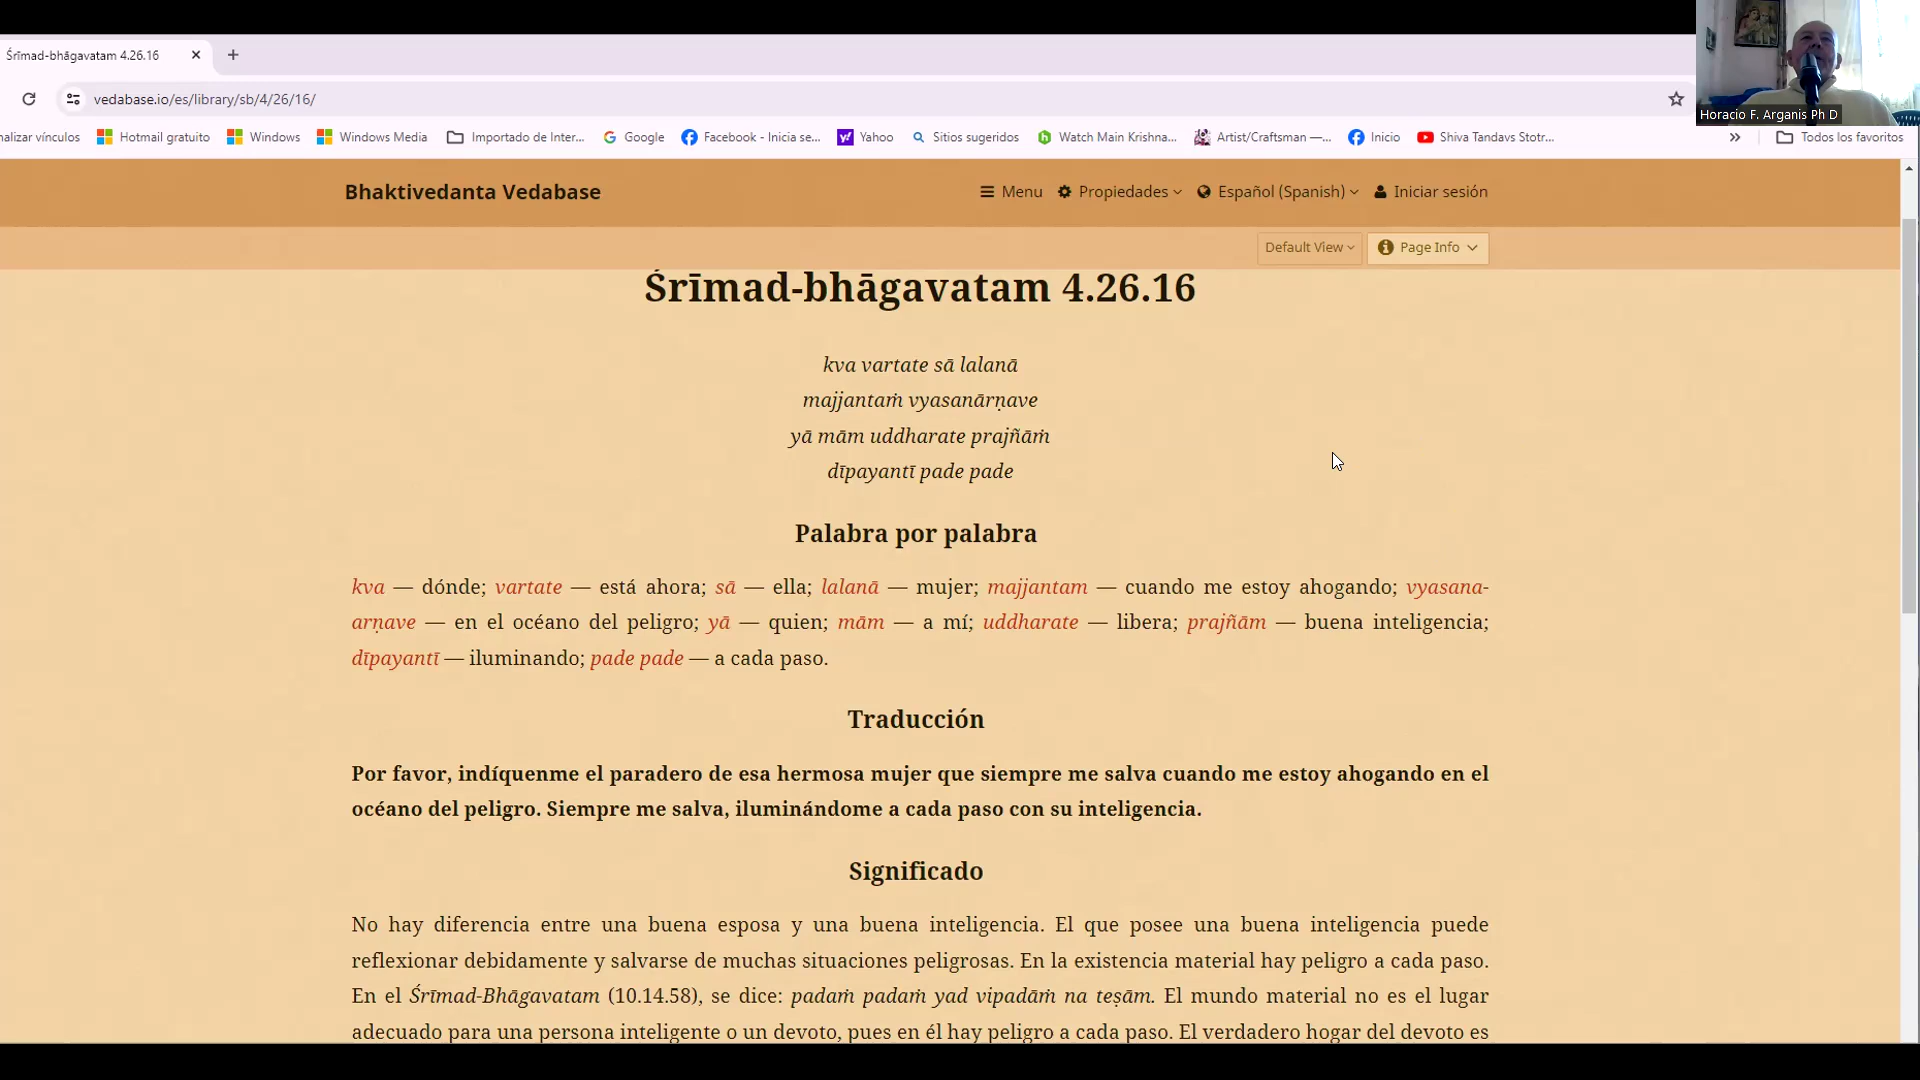 Śrīmad-bhāgavatam 4.26.16
vedabase.io/es/library/sb/4/26/16/
Horacio F. Arganis Ph D
nalizar vínculos Hotmail gratuito Windows Windows Media Importado de Inter... Google Facebook - Inicia se... Yahoo Sitios sugeridos Watch Main Krishna... Artist/Craftsman —... Inicio Shiva Tandavs Stotr... » Todos los favoritos
Bhaktivedanta Vedabase Menu Propiedades Español (Spanish) Iniciar sesión
Default View Page Info
Śrīmad-bhāgavatam 4.26.16
kva vartate sā lalanā
majjantaṁ vyasanārṇave
yā mām uddharate prajñāṁ
dīpayantī pade pade
Palabra por palabra
kva — dónde; vartate — está ahora; sā — ella; lalanā — mujer; majjantam — cuando me estoy ahogando; vyasana-
arṇave — en el océano del peligro; yā — quien; mām — a mí; uddharate — libera; prajñām — buena inteligencia;
dīpayantī — iluminando; pade pade — a cada paso.
Traducción
Por favor, indíquenme el paradero de esa hermosa mujer que siempre me salva cuando me estoy ahogando en el
océano del peligro. Siempre me salva, iluminándome a cada paso con su inteligencia.
Significado
No hay diferencia entre una buena esposa y una buena inteligencia. El que posee una buena inteligencia puede
reflexionar debidamente y salvarse de muchas situaciones peligrosas. En la existencia material hay peligro a cada paso.
En el Śrīmad-Bhāgavatam (10.14.58), se dice: padaṁ padaṁ yad vipadāṁ na teṣām. El mundo material no es el lugar
adecuado para una persona inteligente o un devoto, pues en él hay peligro a cada paso. El verdadero hogar del devoto es